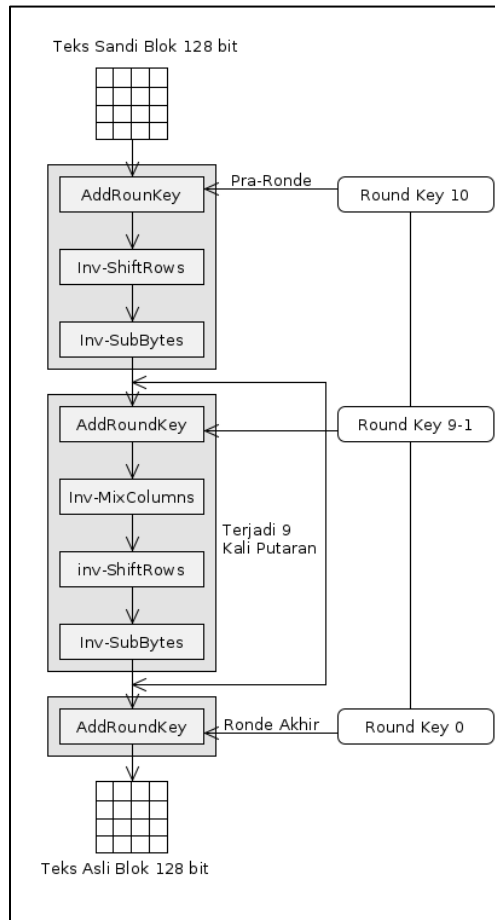 Teks Sandi Blok 128 bit
AddRounKey
Pra-Ronde
Round Key 10
Inv-ShiftRows
Inv-SubBytes
AddRoundKey
Round Key 9-1
Inv-MixColumns
Terjadi 9
Kali Putaran
inv-ShiftRows
Inv-SubBytes
AddRoundKey
Ronde Akhir
Round Key 0
Teks Asli Blok 128 bit